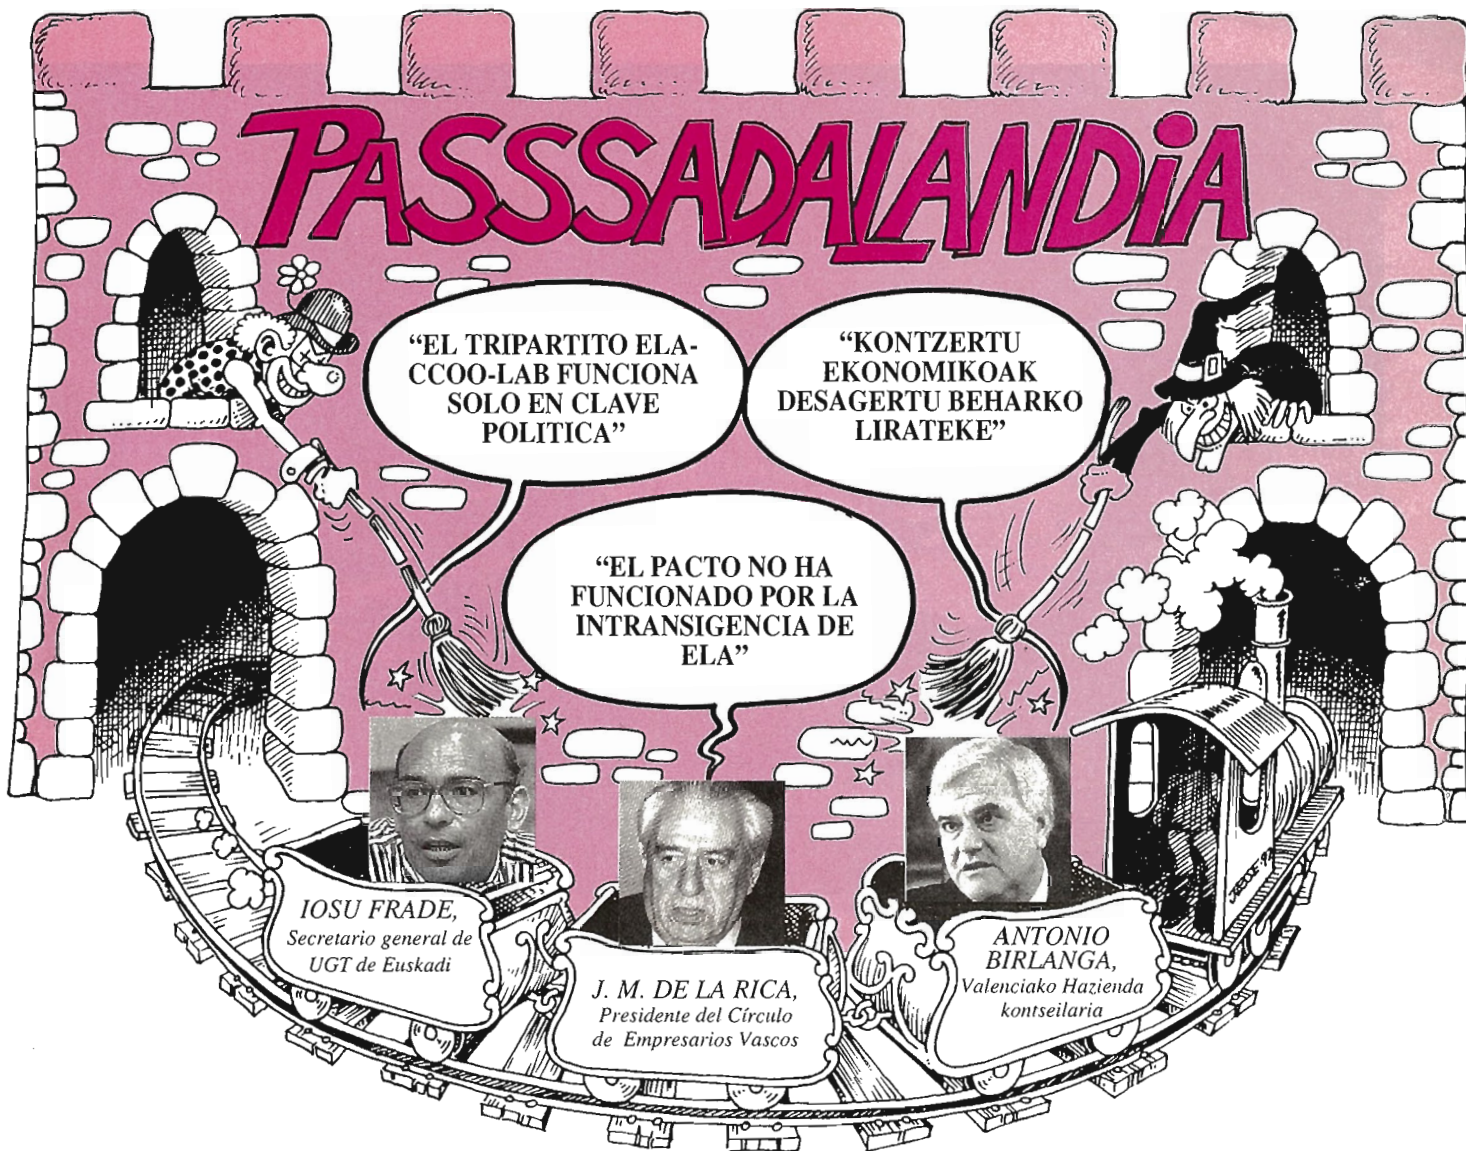 PASSSADALANDiA
“EL TRIPARTITO ELA-
CCOO-LAB FUNCIONA
SOLO EN CLAVE
POLITICA”
“KONTZERTU
EKONOMIKOAK
DESAGERTU BEHARKO
LIRATEKE”
“EL PACTO NO HA
FUNCIONADO POR LA
INTRANSIGENCIA DE
ELA”
IOSU FRADE,
Secretario general de
UGT de Euskadi
J. M. DE LA RICA,
Presidente del Círculo
de Empresarios Vascos
ANTONIO
BIRLANGA,
Valenciako Hazienda
kontseilaria